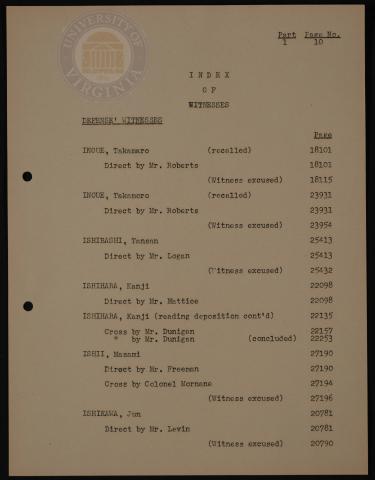 UNIVERSITY of VIRGINIA
Part Page No.
1 10
INDEX
OF
WITNESSES
DEFENSE' WITNESSES
Page
INOUE, Takamaro (recalled) 18101
Direct by Mr. Roberts 18101
(Witness excused) 18115
INOUE, Takamoro (recalled) 23931
Direct by Mr. Roberts 23931
(Witness excused) 23954
ISHIBASHI, Tanzan 25413
Direct by Mr. Logan 25413
(Witness excused) 25432
ISHIHARA, Kanji 22098
Direct by Mr. Mattice 22098
ISHIHARA, Kanji (reading deposition cont'd) 22135
Cross by Mr. Dunigan 22157
" by Mr. Dunigan (concluded) 22253
ISHII, Masami 27190
Direct by Mr. Freeman 27190
Cross by Colonel Mornane 27194
(Witness excused) 27196
ISHIKAWA, Jun 20781
Direct by Mr. Levin 20781
(Witness excused) 20790